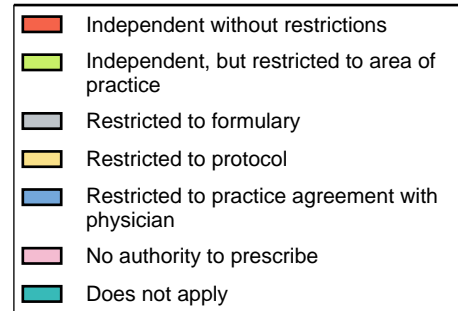 Independent without restrictions
Independent, but restricted to area of
practice
Restricted to formulary
Restricted to protocol
Restricted to practice agreement with
physician
No authority to prescribe
Does not apply